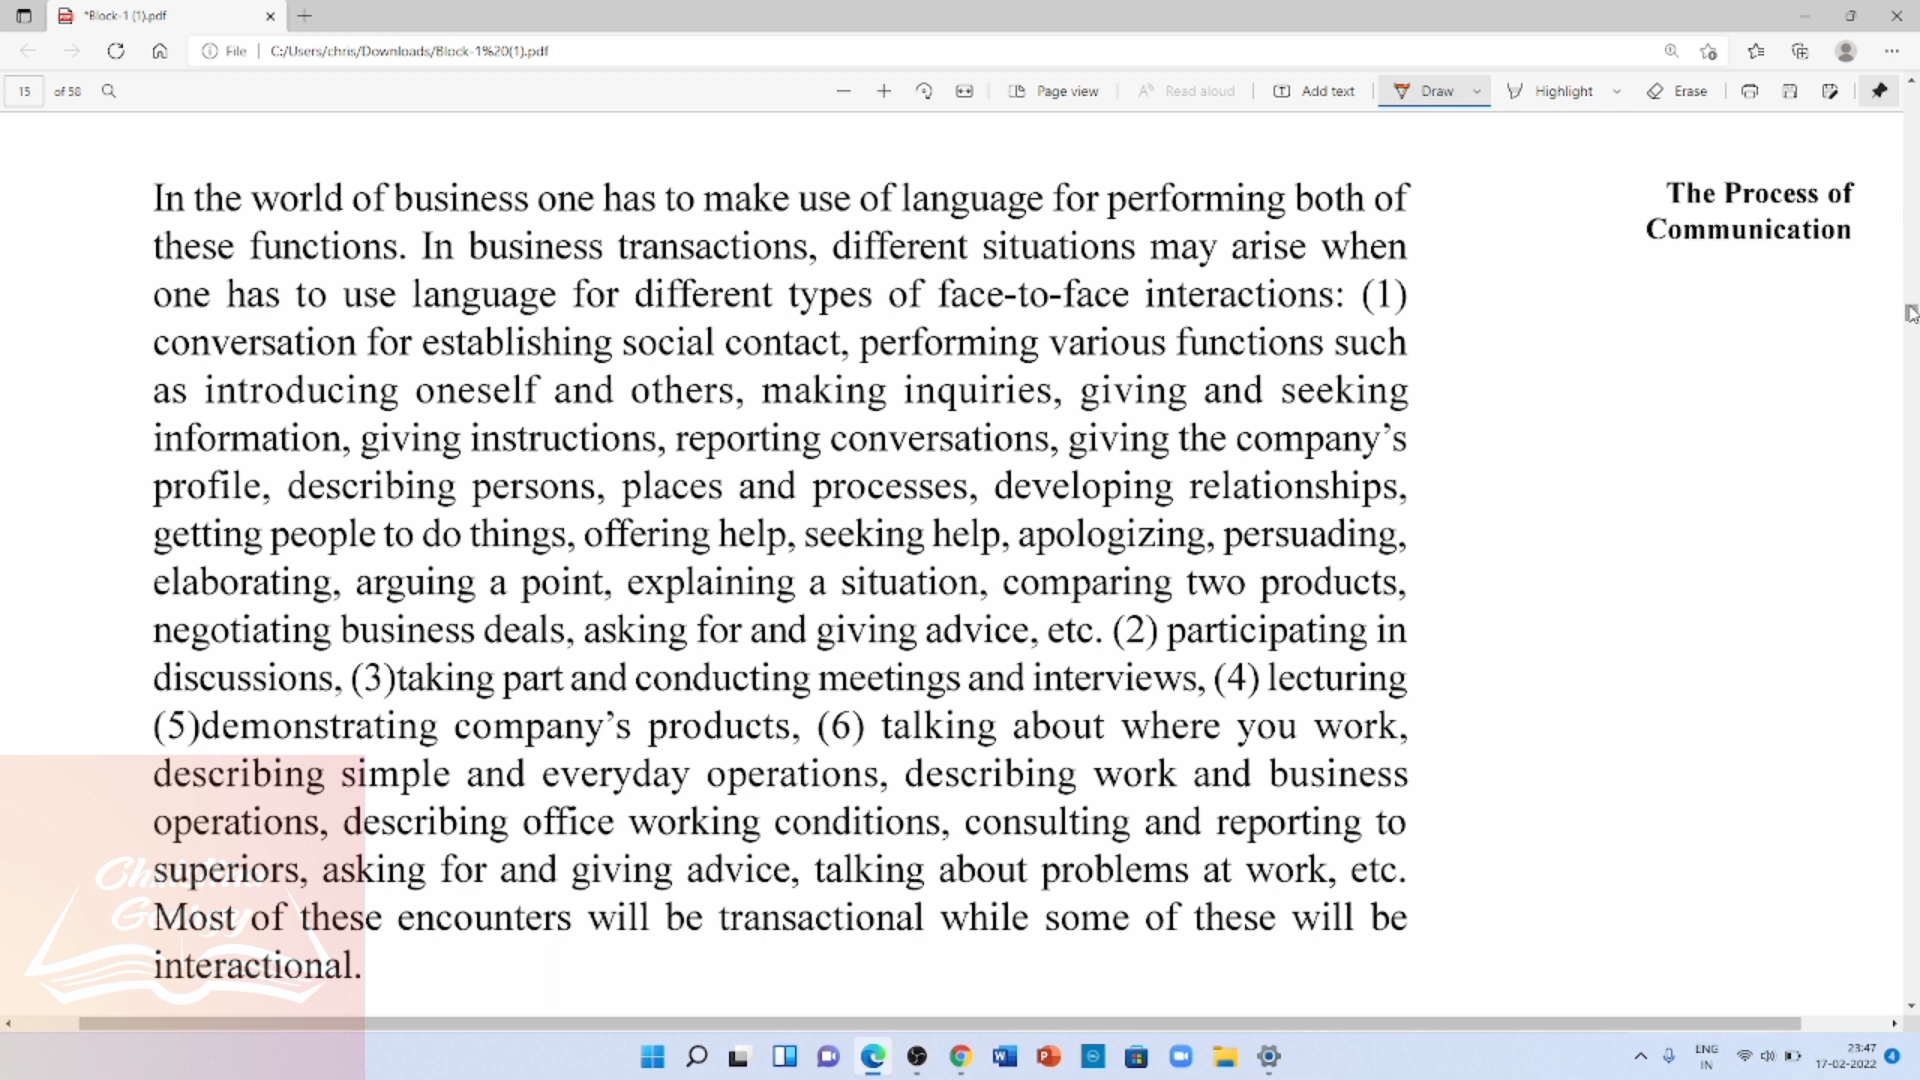 *Block-1 (1).pdf
File
C:/Users/chris/Downloads/Block-1%20(1).pdf
15 of 58
Page view
Read aloud
Add text
Draw
Highlight
Erase
The Process of
Communication
In the world of business one has to make use of language for performing both of
these functions. In business transactions, different situations may arise when
one has to use language for different types of face-to-face interactions: (1)
conversation for establishing social contact, performing various functions such
as introducing oneself and others, making inquiries, giving and seeking
information, giving instructions, reporting conversations, giving the company’s
profile, describing persons, places and processes, developing relationships,
getting people to do things, offering help, seeking help, apologizing, persuading,
elaborating, arguing a point, explaining a situation, comparing two products,
negotiating business deals, asking for and giving advice, etc. (2) participating in
discussions, (3)taking part and conducting meetings and interviews, (4) lecturing
(5)demonstrating company’s products, (6) talking about where you work,
describing simple and everyday operations, describing work and business
operations, describing office working conditions, consulting and reporting to
superiors, asking for and giving advice, talking about problems at work, etc.
Most of these encounters will be transactional while some of these will be
interactional.
ENG
IN
23:47
17-02-2022
4